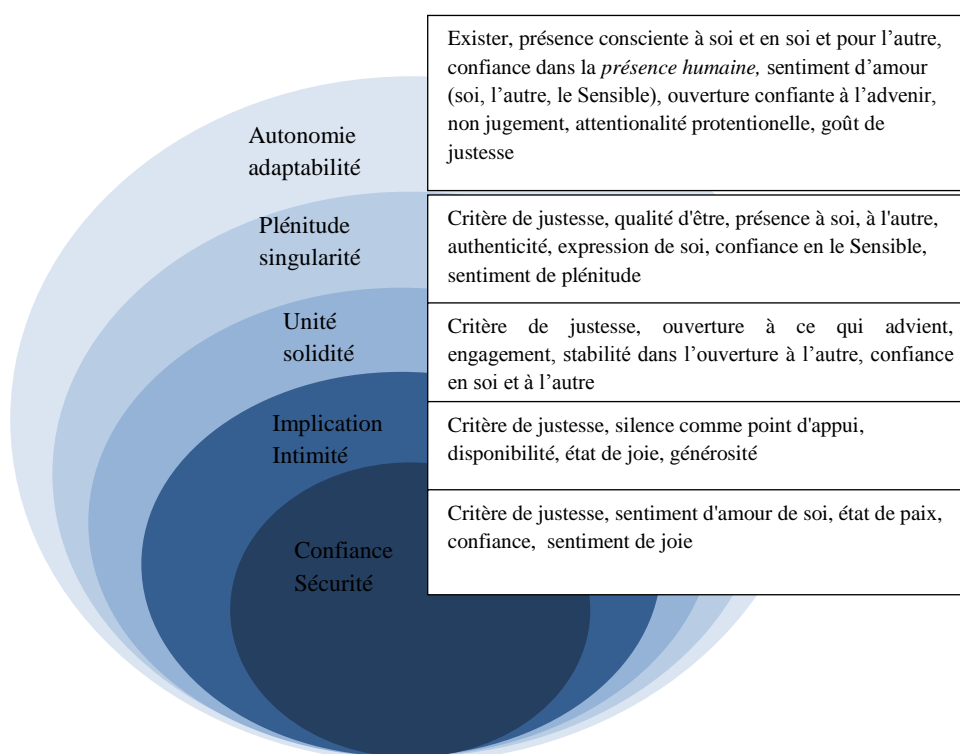 Exister, présence consciente à soi et en soi et pour l’autre,
confiance dans la présence humaine, sentiment d’amour
(soi, l’autre, le Sensible), ouverture confiante à l’advenir,
non jugement, attentionalité protentionelle, goût de
justesse
Autonomie
adaptabilité
Critère de justesse, qualité d'être, présence à soi, à l'autre,
authenticité, expression de soi, confiance en le Sensible,
sentiment de plénitude
Plénitude
singularité
Critère de justesse, ouverture à ce qui advient,
engagement, stabilité dans l’ouverture à l’autre, confiance
en soi et à l’autre
Unité
solidité
Critère de justesse, silence comme point d'appui,
disponibilité, état de joie, générosité
Implication
Intimité
Critère de justesse, sentiment d'amour de soi, état de paix,
confiance, sentiment de joie
Confiance
Sécurité